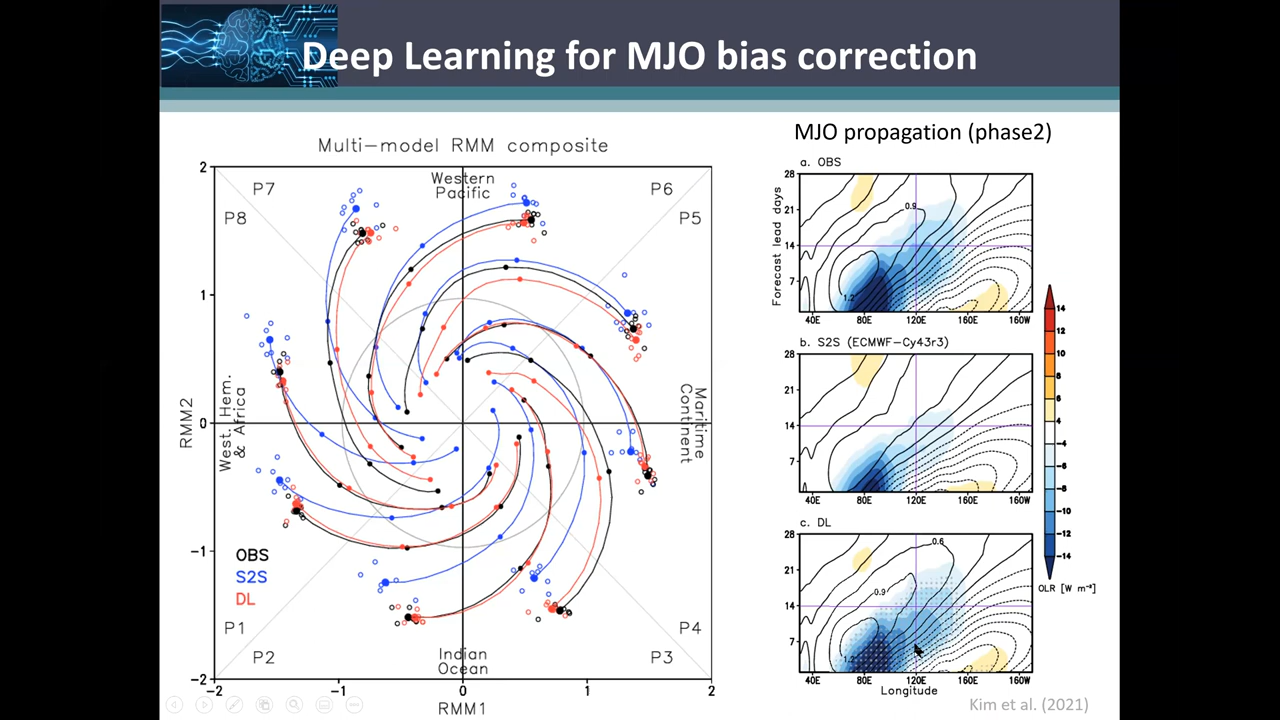 Deep Learning for MJO bias correction
Multi-model RMM composite
2
1
0
-1
-2
RMM2
-2
-1
0
1
2
RMM1
P7
P8
Western
Pacific
P6
P5
West. Hem.
& Africa
Maritime
Continent
OBS
S2S
DL
P1
P2
Indian
Ocean
P4
P3
MJO propagation (phase2)
a. OBS
28
21
14
7
Forecast lead days
0.9
1.2
40E 80E 120E 160E 160W
b. S2S (ECMWF-Cy43r3)
28
21
14
7
40E 80E 120E 160E 160W
c. DL
28
21
14
7
0.6
0.9
1.2
40E 80E 120E 160E 160W
Longitude
14
12
10
8
6
4
-4
-6
-8
-10
-12
-14
OLR [W m⁻²]
Kim et al. (2021)